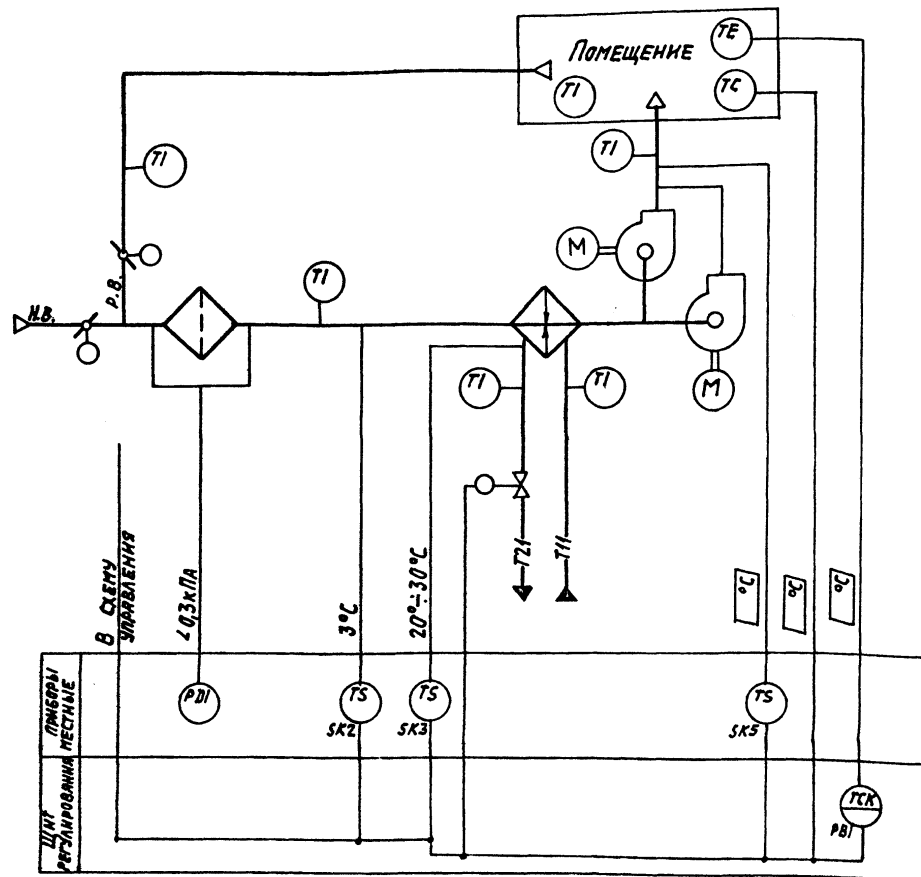 ПОМЕЩЕНИЕ
TE
TC
TI
TI
TI
M
Р.В.
TI
Н.В.
M
TI
TI
В СХЕМУ
УПРАВЛЕНИЯ
<0,3кПА
3°С
20°÷30°С
Т21
Т11
°С
°С
°С
ПРИБОРЫ
МЕСТНЫЕ
PDI
TS
SK2
TS
SK3
TS
SK5
ЩИТ
РЕГУЛИРОВАНИЯ
TCK
PBI